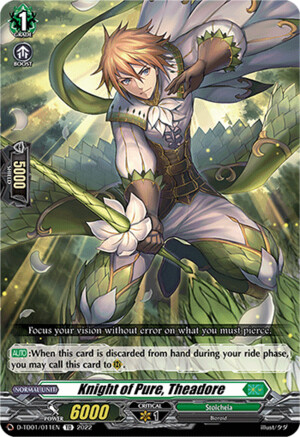 1
GRADE
BOOST
5000
SHIELD
Focus your vision without error on what you must pierce.
AUTO :When this card is discarded from hand during your ride phase,
you may call this card to R.
NORMAL UNIT
Knight of Pure, Theadore
POWER
6000
CRITICAL
1
Stoicheia
Bioroid
D-TD01/011EN TD 2022